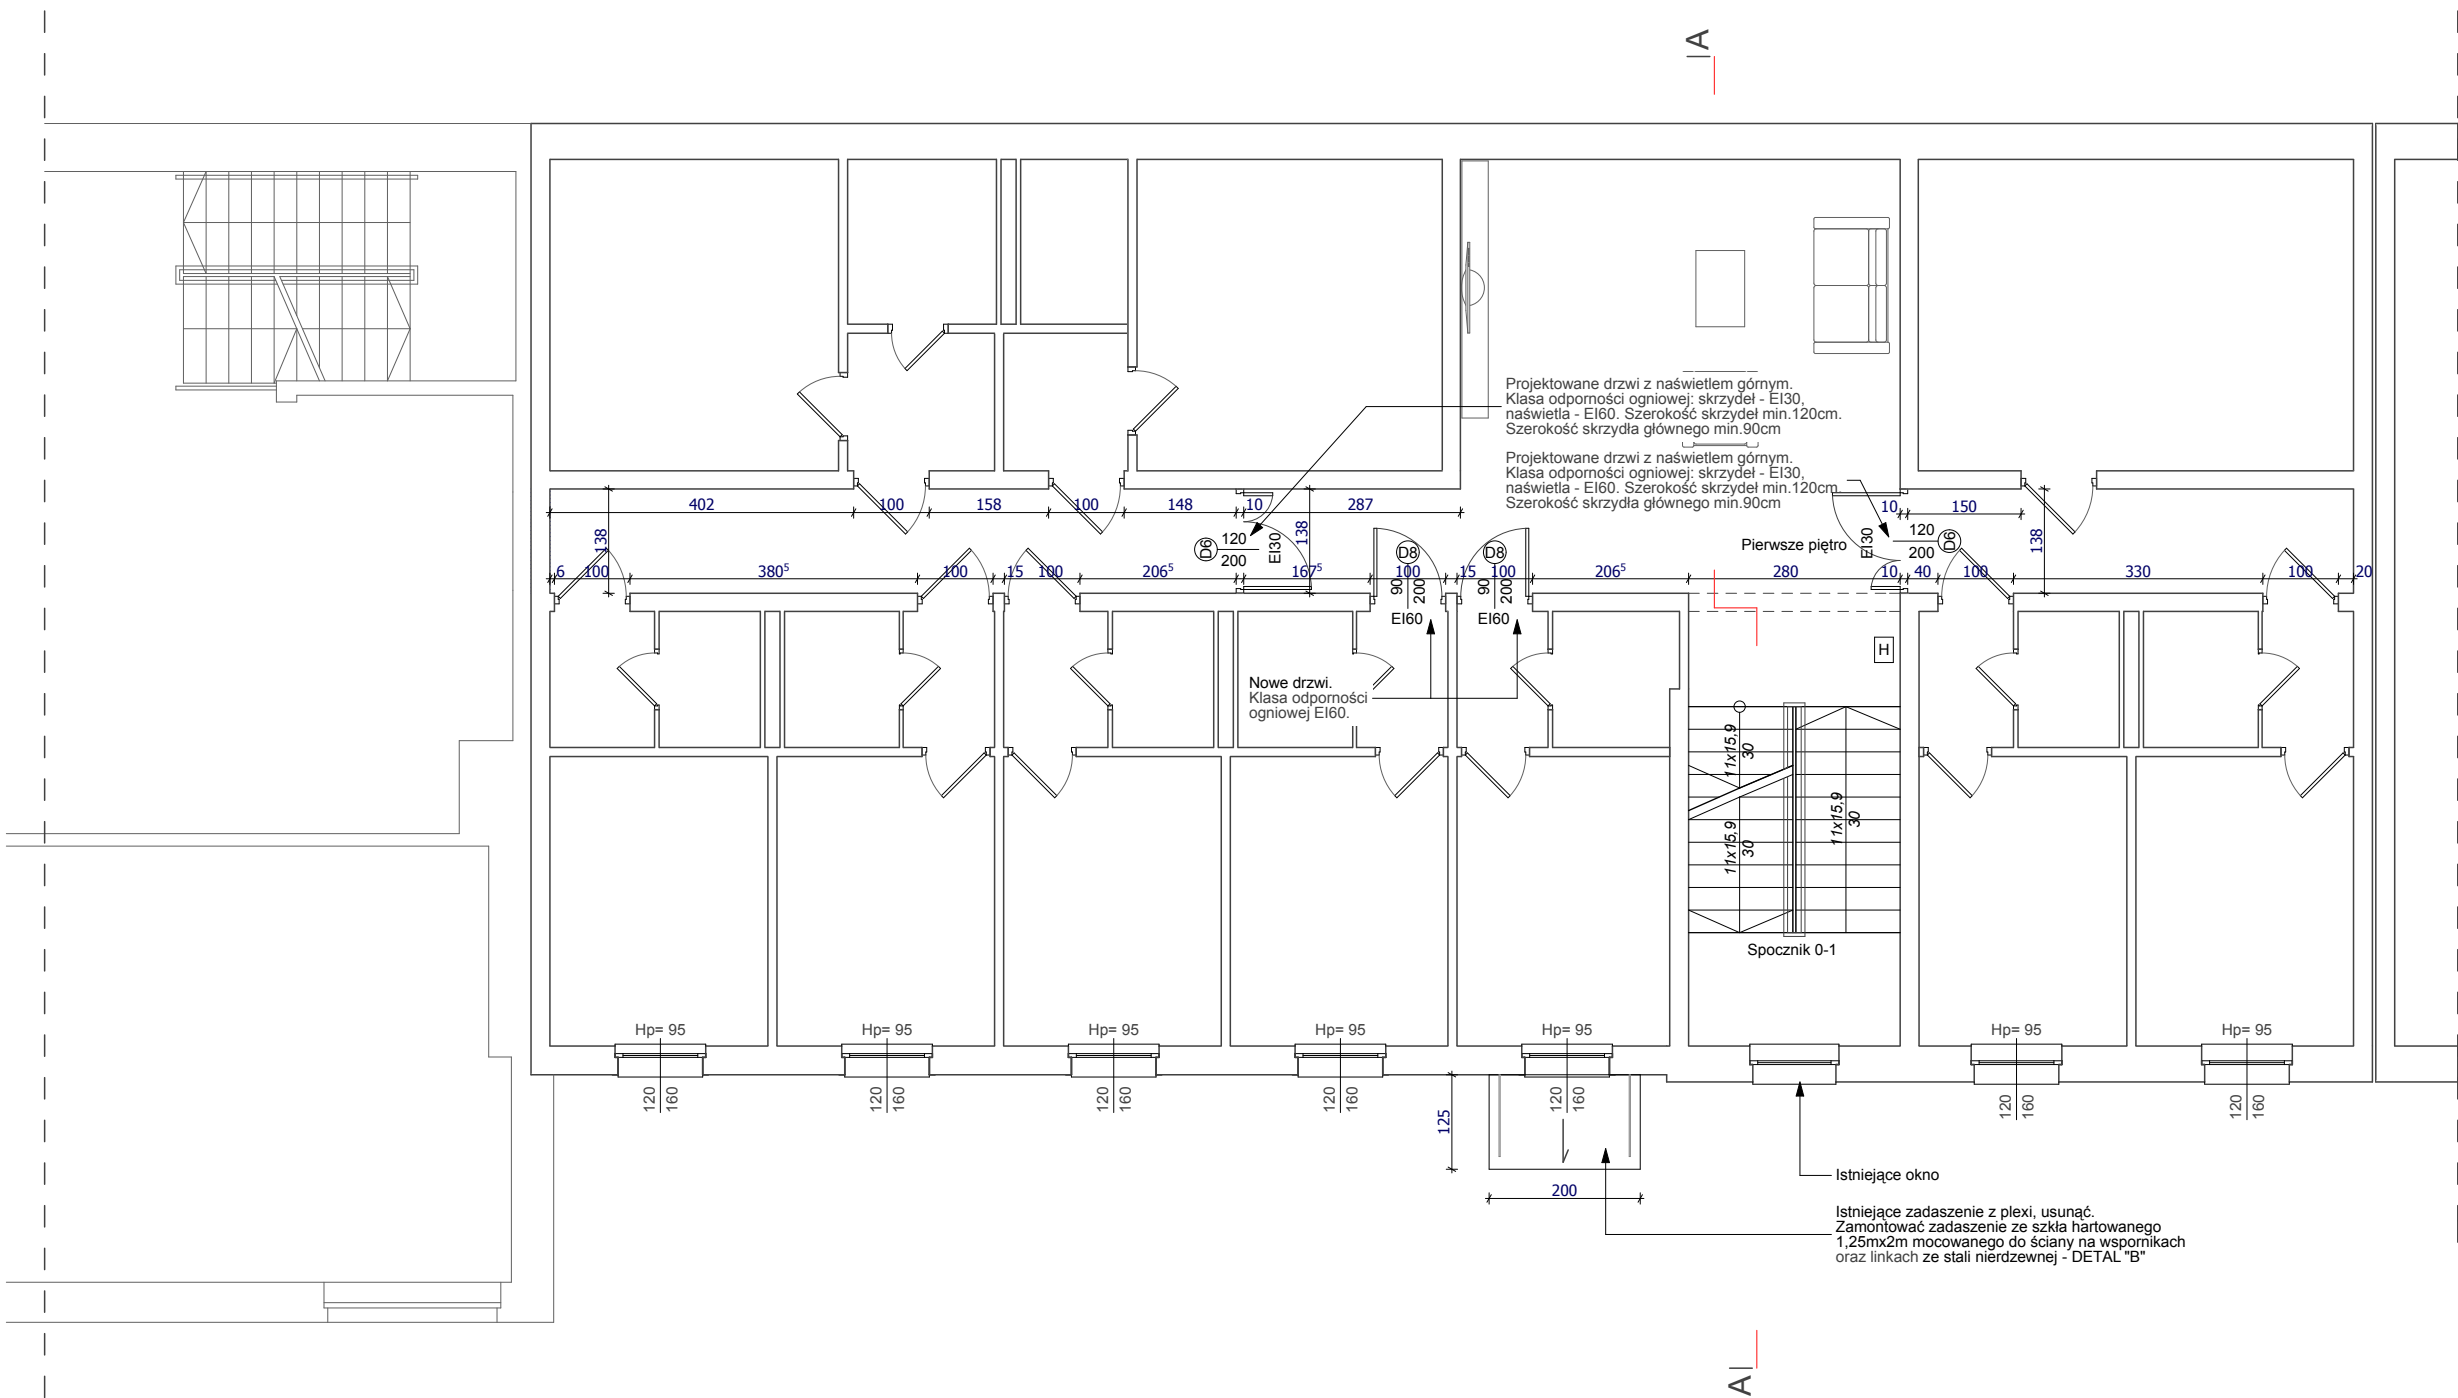 A
Projektowane drzwi z naświetlem górnym.
Klasa odporności ogniowej: skrzydeł - EI30,
naświetla - EI60. Szerokość skrzydeł min.120cm.
Szerokość skrzydła głównego min.90cm
Projektowane drzwi z naświetlem górnym.
Klasa odporności ogniowej: skrzydeł - EI30,
naświetla - EI60. Szerokość skrzydeł min.120cm.
Szerokość skrzydła głównego min.90cm
402 100 158 100 148 10 287 10 150
138 138 138
D6 120 200 EI30
D8 90 200 EI60
D8 90 200 EI60
Pierwsze piętro
EI30 120 200 D6
6 100 380⁵ 100 15 100 206⁵ 167⁵ 100 15 100 206⁵ 280 10 40 100 330 100 20
H
Nowe drzwi.
Klasa odporności
ogniowej EI60.
11x15,9
30
11x15,9
30
11x15,9
30
Spocznik 0-1
Hp= 95 Hp= 95 Hp= 95 Hp= 95 Hp= 95 Hp= 95 Hp= 95
120 160 120 160 120 160 120 160 120 160 120 160 120 160
125
200
Istniejące okno
Istniejące zadaszenie z plexi, usunąć.
Zamontować zadaszenie ze szkła hartowanego
1,25mx2m mocowanego do ściany na wspornikach
oraz linkach ze stali nierdzewnej - DETAL "B"
A